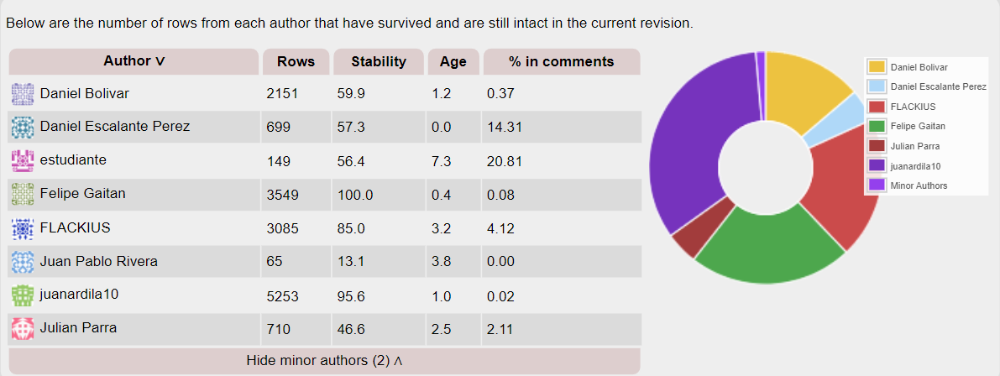 Below are the number of rows from each author that have survived and are still intact in the current revision.
Author ∨ Rows Stability Age % in comments
Daniel Bolivar 2151 59.9 1.2 0.37
Daniel Escalante Perez 699 57.3 0.0 14.31
estudiante 149 56.4 7.3 20.81
Felipe Gaitan 3549 100.0 0.4 0.08
FLACKIUS 3085 85.0 3.2 4.12
Juan Pablo Rivera 65 13.1 3.8 0.00
juanardila10 5253 95.6 1.0 0.02
Julian Parra 710 46.6 2.5 2.11
Hide minor authors (2) ∧
Daniel Bolivar
Daniel Escalante Perez
FLACKIUS
Felipe Gaitan
Julian Parra
juanardila10
Minor Authors